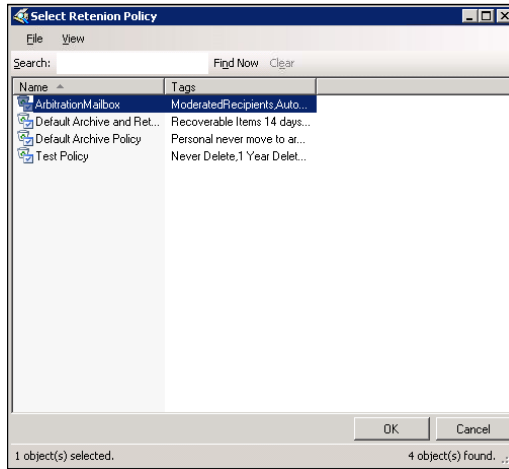 Select Retenion Policy
File View
Search: Find Now Clear
Name Tags
ArbitrationMailbox ModeratedRecipients,Auto...
Default Archive and Ret... Recoverable Items 14 days...
Default Archive Policy Personal never move to ar...
Test Policy Never Delete,1 Year Delet...
OK Cancel
1 object(s) selected. 4 object(s) found.